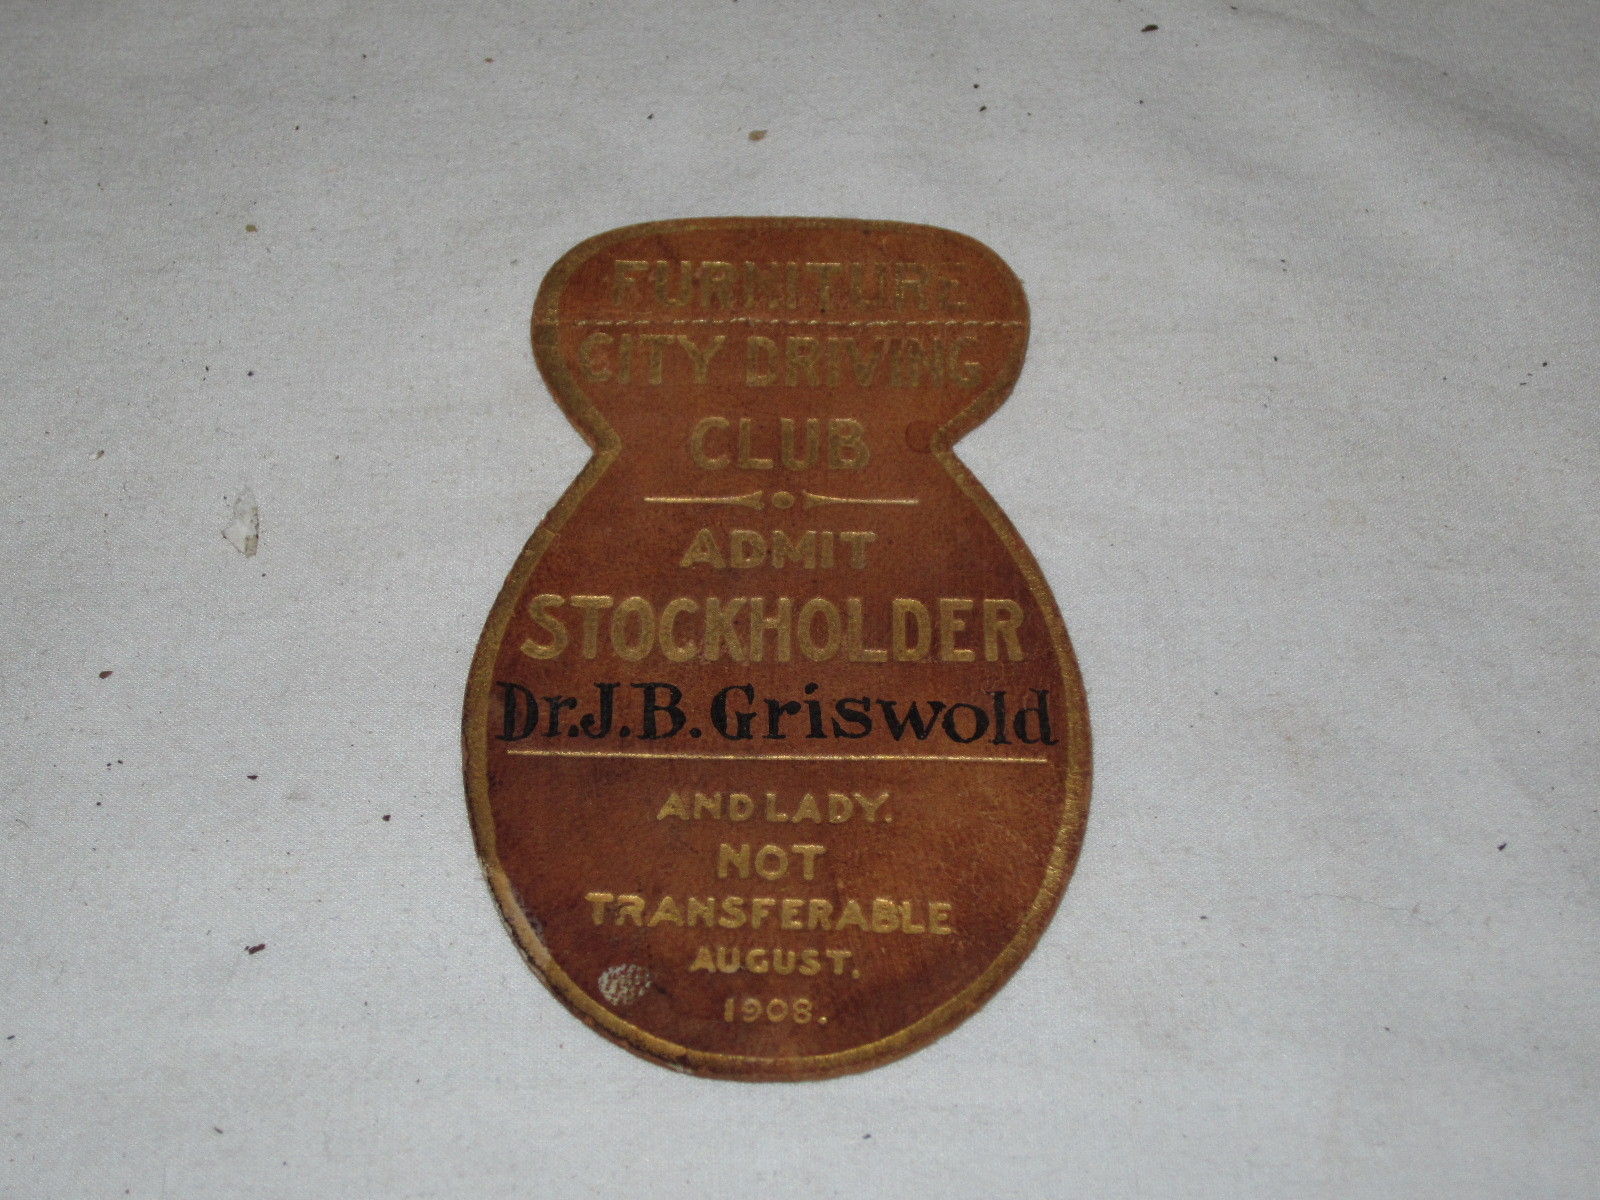 FURNITURE
CITY DRIVING
CLUB
ADMIT
STOCKHOLDER
Dr. J. B. Griswold
AND LADY.
NOT
TRANSFERABLE
AUGUST,
1908.